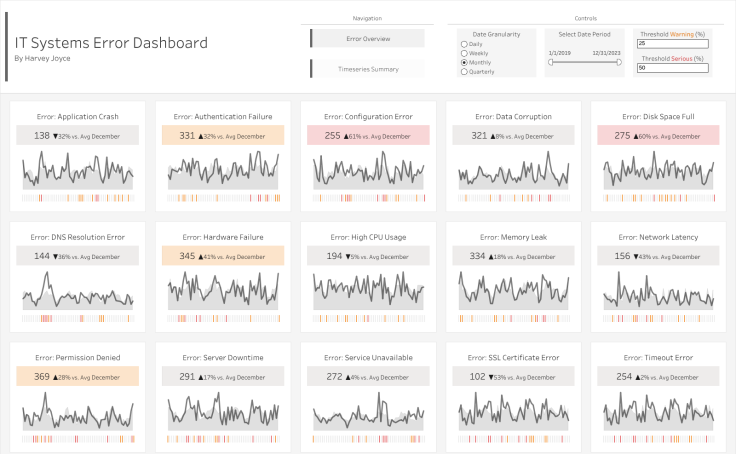 Navigation
Controls
IT Systems Error Dashboard
By Harvey Joyce
Error Overview
Timeseries Summary
Date Granularity
Daily
Weekly
Monthly
Quarterly
Select Date Period
1/1/2019 12/31/2023
Threshold Warning (%)
25
Threshold Serious (%)
50
Error: Application Crash
138 ▼32% vs. Avg December
Error: Authentication Failure
331 ▲32% vs. Avg December
Error: Configuration Error
255 ▲61% vs. Avg December
Error: Data Corruption
321 ▲8% vs. Avg December
Error: Disk Space Full
275 ▲60% vs. Avg December
Error: DNS Resolution Error
144 ▼36% vs. Avg December
Error: Hardware Failure
345 ▲41% vs. Avg December
Error: High CPU Usage
194 ▼5% vs. Avg December
Error: Memory Leak
334 ▲18% vs. Avg December
Error: Network Latency
156 ▼43% vs. Avg December
Error: Permission Denied
369 ▲28% vs. Avg December
Error: Server Downtime
291 ▲17% vs. Avg December
Error: Service Unavailable
272 ▲4% vs. Avg December
Error: SSL Certificate Error
102 ▼53% vs. Avg December
Error: Timeout Error
254 ▲2% vs. Avg December